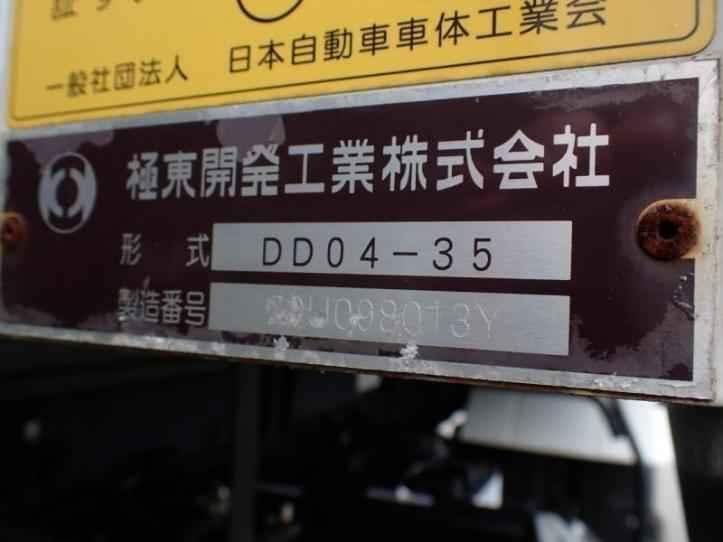 一般社団法人 日本自動車車体工業会
極東開発工業株式会社
形 式 DD04-35
製造番号